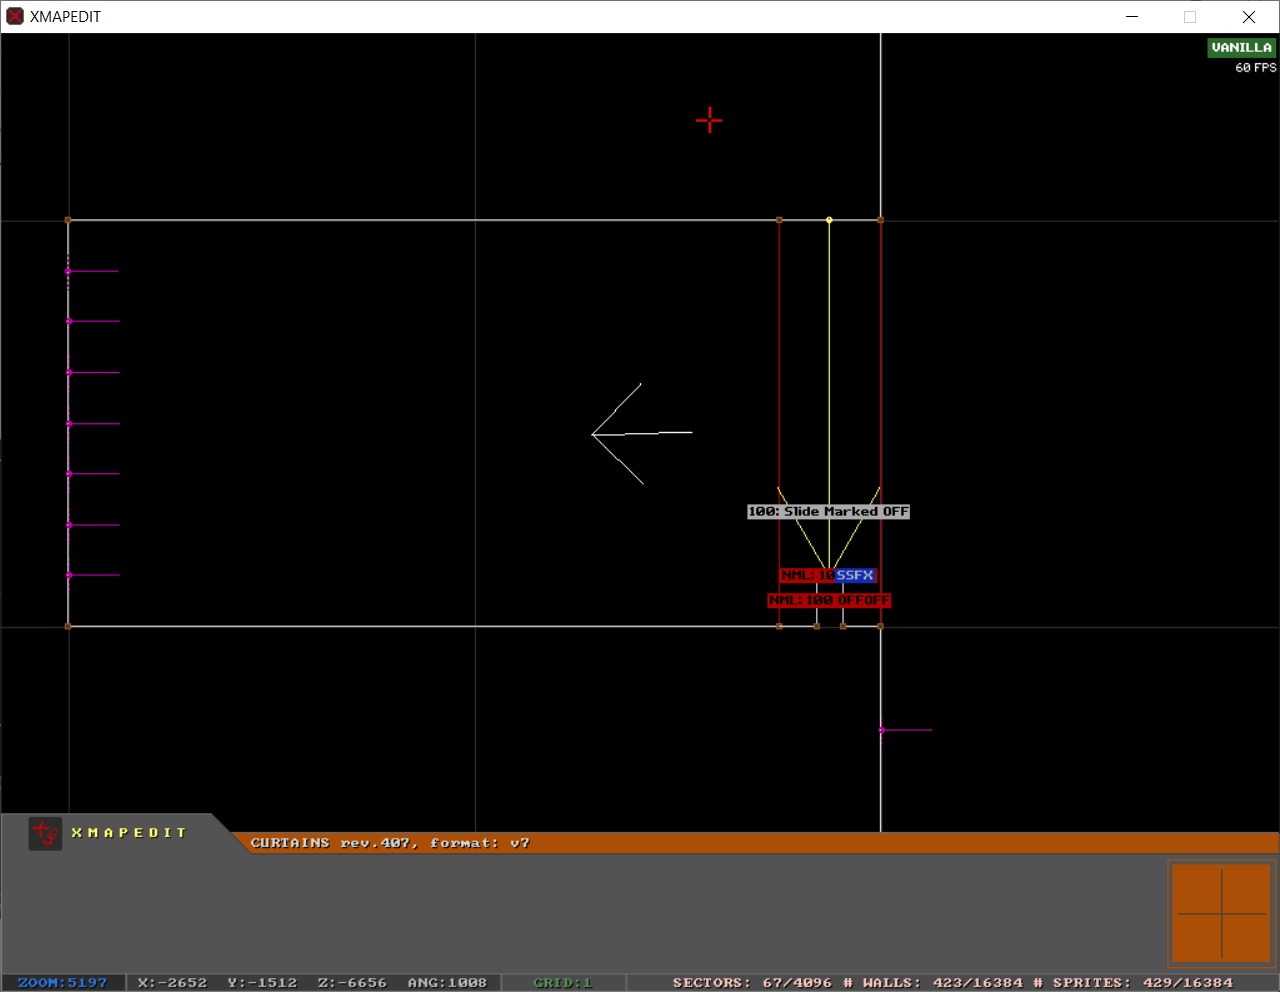 XMAPEDIT
VANILLA
60 FPS
100: Slide Marked OFF
NML: 10 SSFX
NML: 100 OFFOFF
XMAPEDIT
CURTAINS rev.407, format: v7
ZOOM:5197 X:-2652 Y:-1512 Z:-6656 ANG:1008 GRID:1 SECTORS: 67/4096 # WALLS: 423/16384 # SPRITES: 429/16384